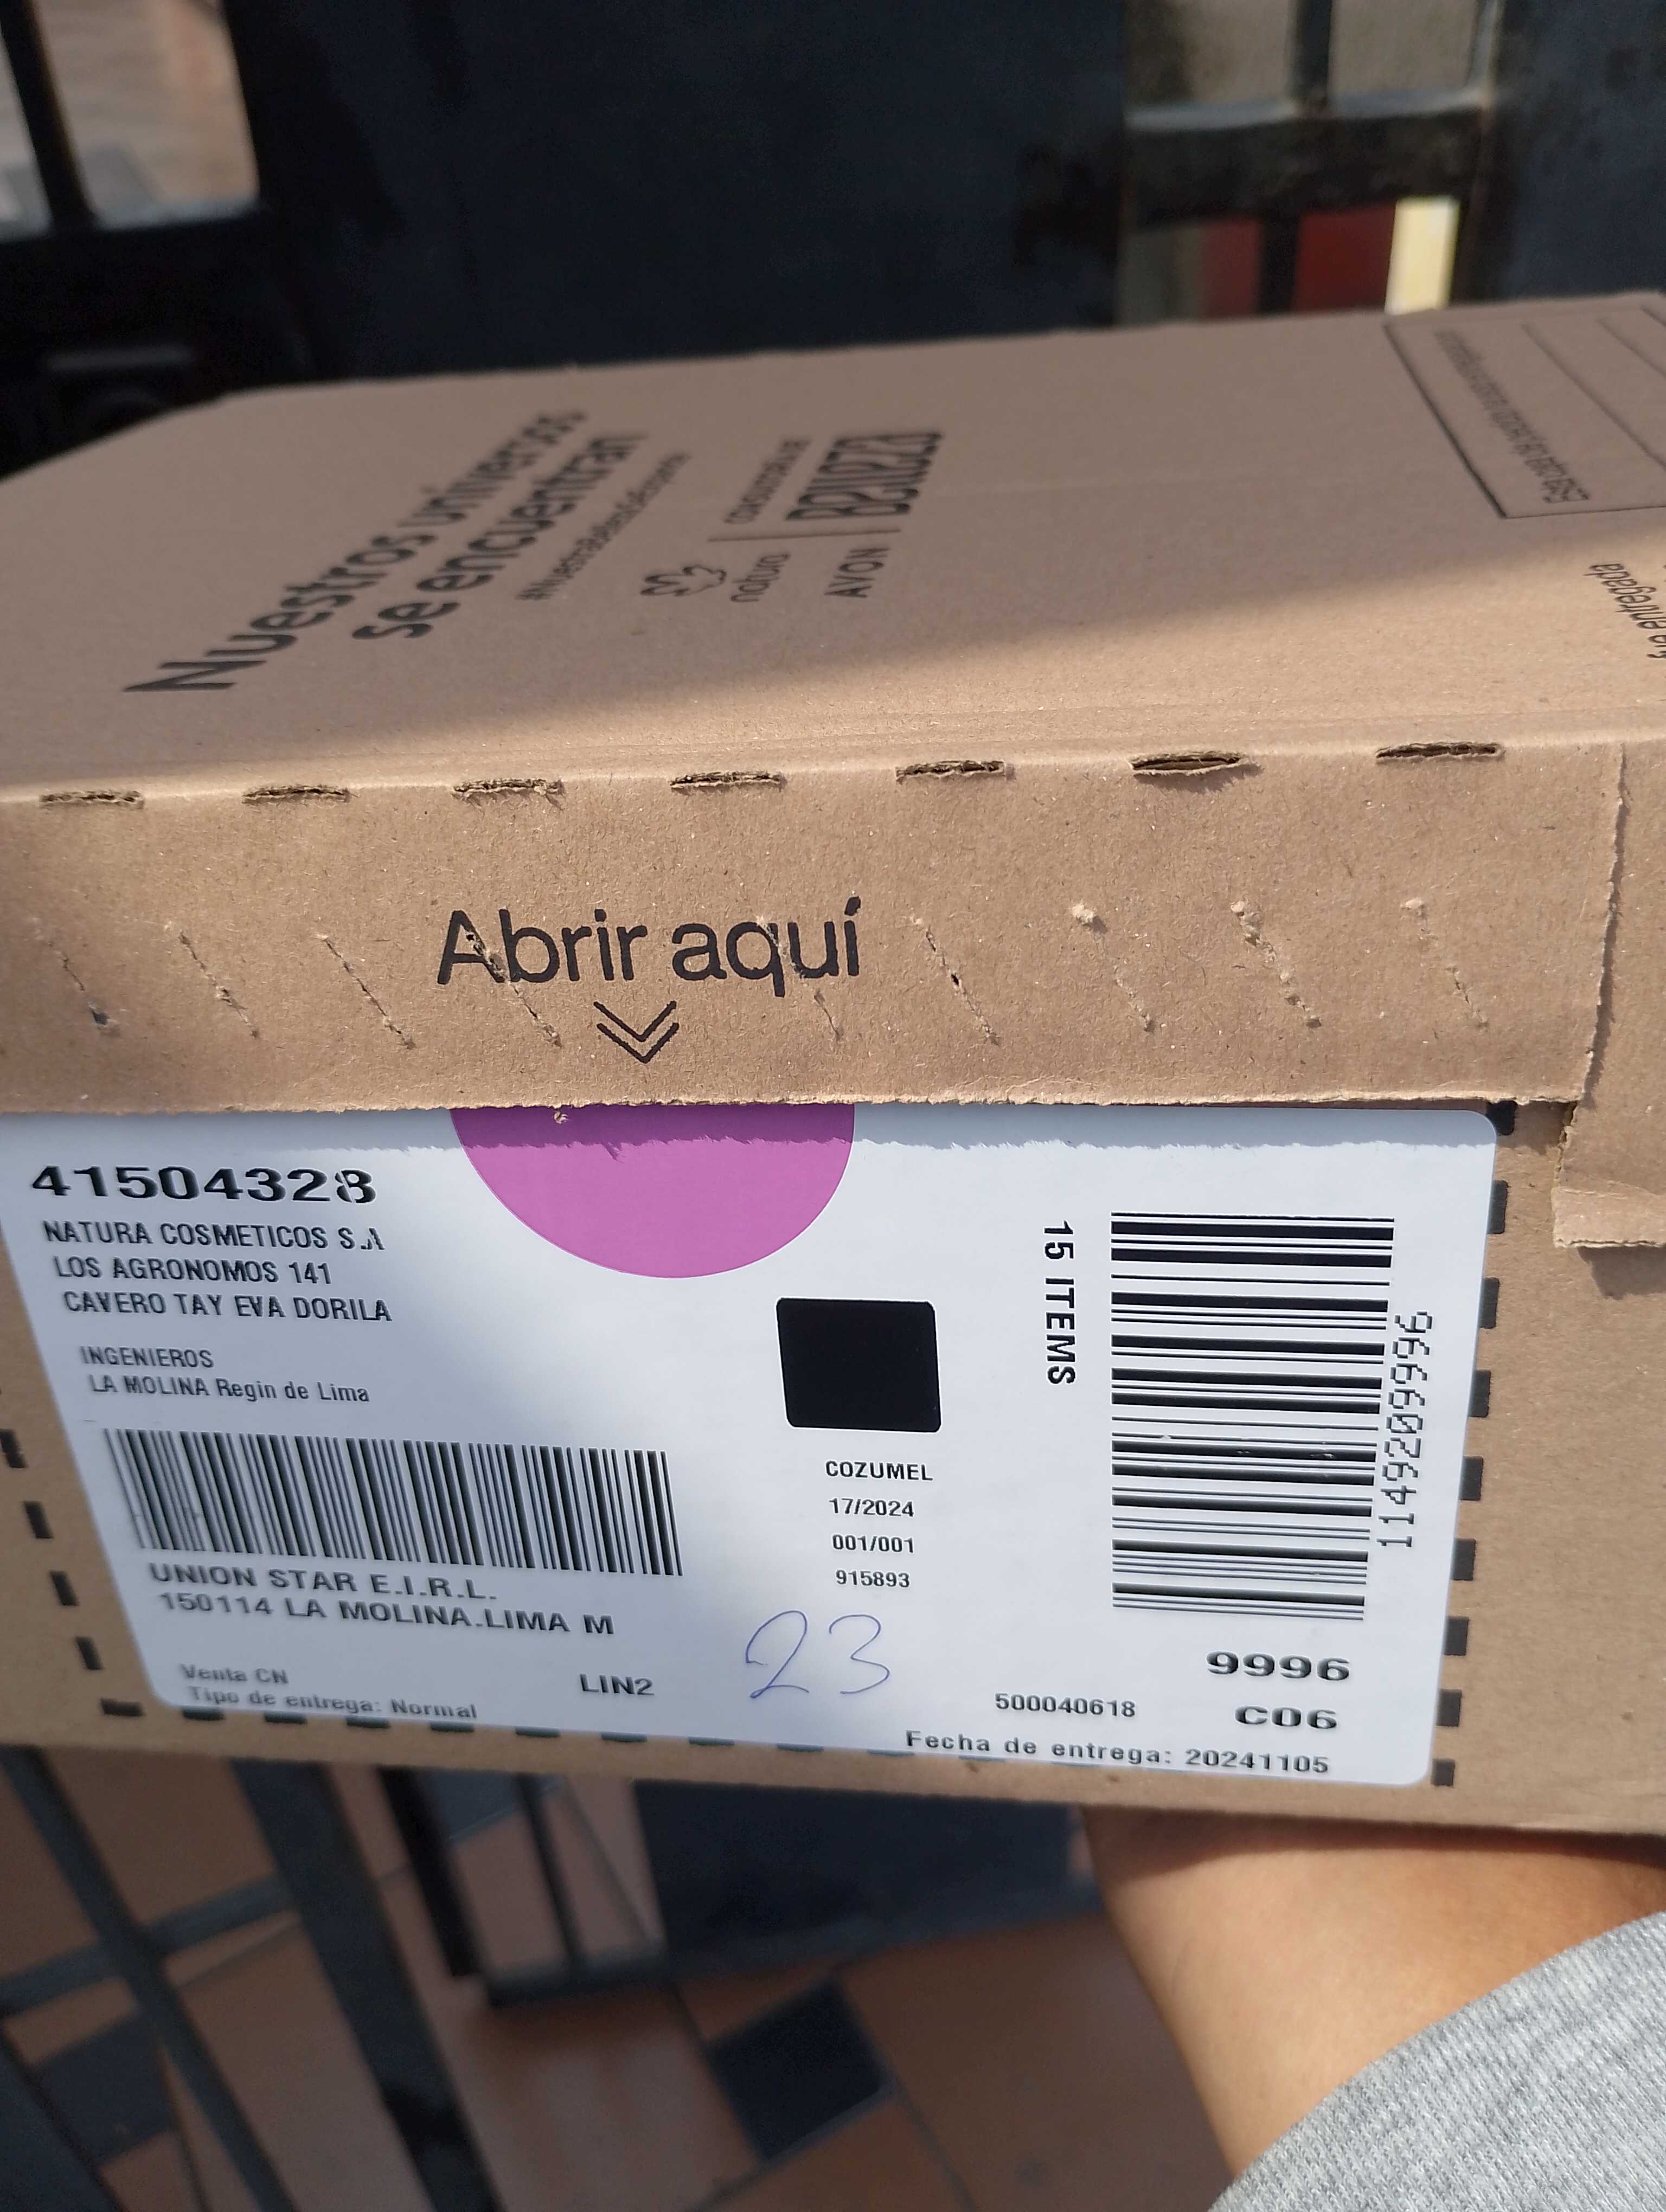 Nuestros universos
se encuentran
natura
consultoría
AVON
Abrir aquí
41504328
NATURA COSMETICOS S.A
LOS AGRONOMOS 141
CAVERO TAY EVA DORILA
INGENIEROS
LA MOLINA Regin de Lima
UNION STAR E.I.R.L.
150114 LA MOLINA.LIMA M
Venta CN
Tipo de entrega: Normal
LIN2
COZUMEL
17/2024
001/001
915893
23
15 ITEMS
11492099996
9996
C06
500040618
Fecha de entrega: 20241105
entregada